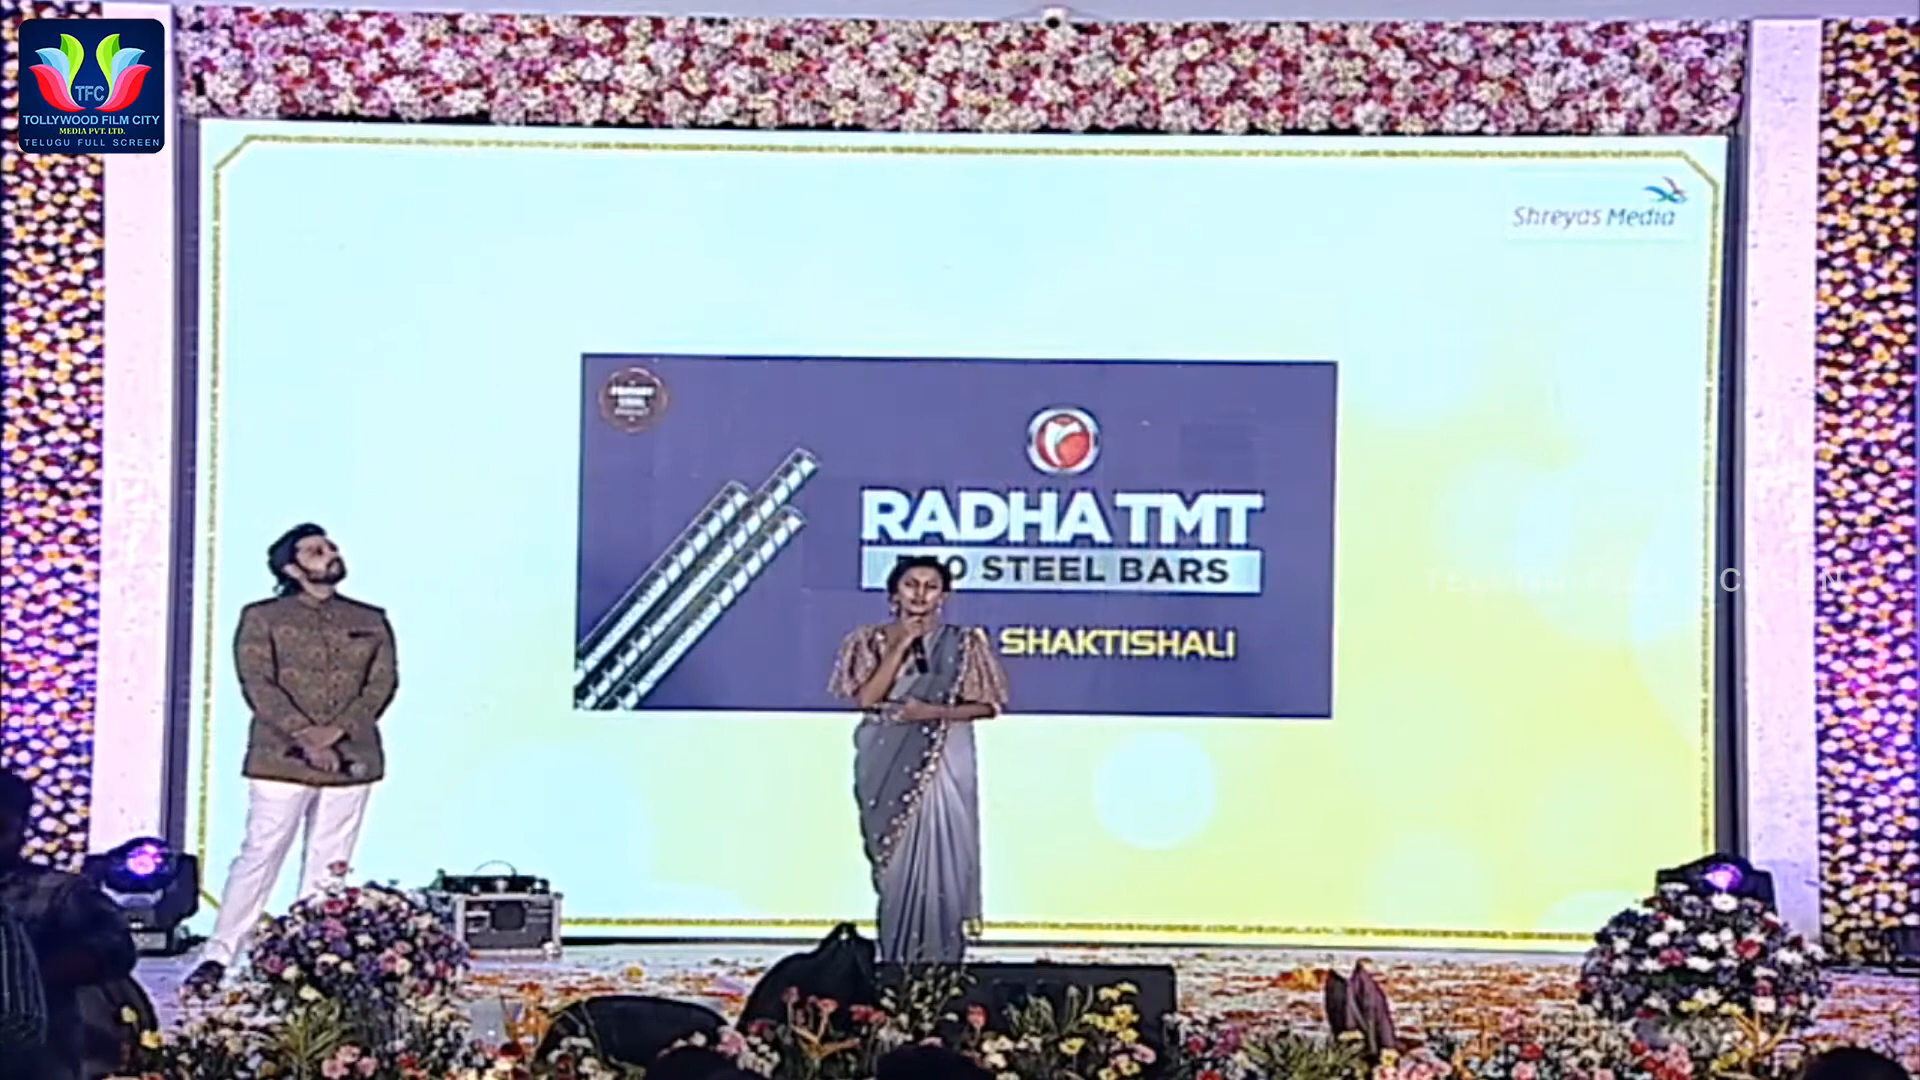 TFC
TOLLYWOOD FILM CITY
MEDIA PVT. LTD.
TELUGU FULL SCREEN
Shreyas Media
RADHA TMT
STEEL BARS
SHAKTISHALI